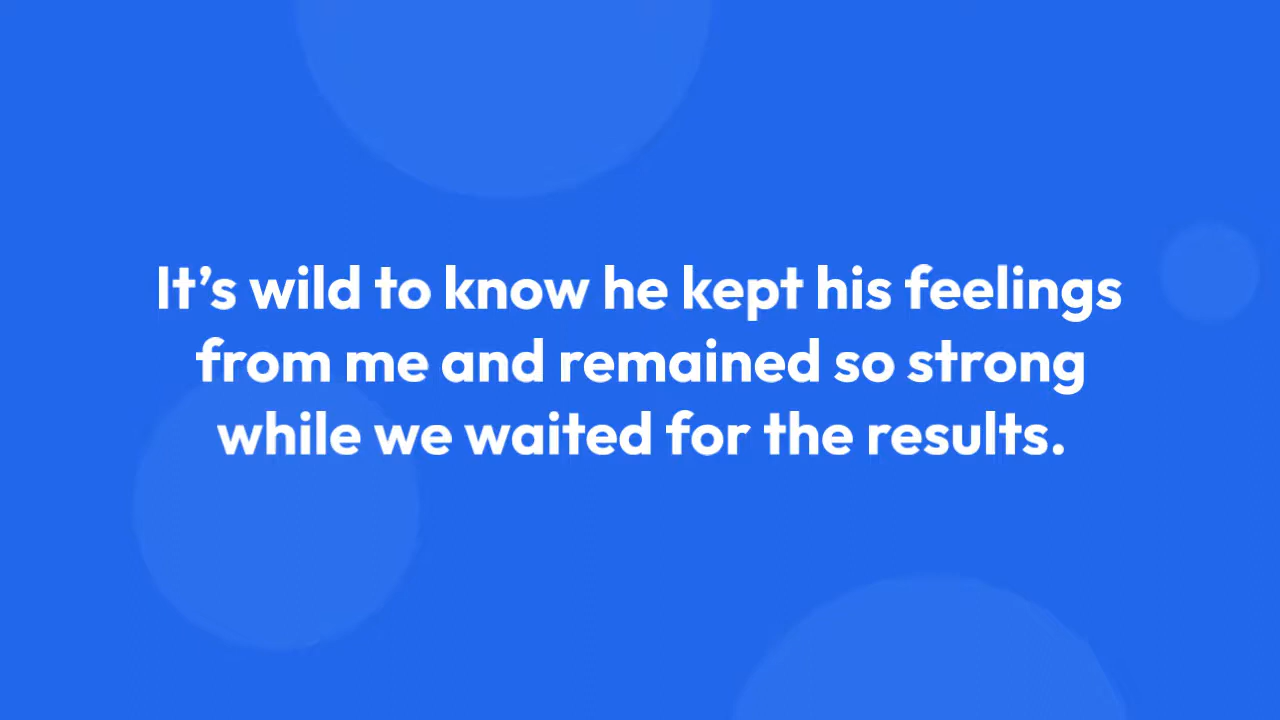 It’s wild to know he kept his feelings
from me and remained so strong
while we waited for the results.